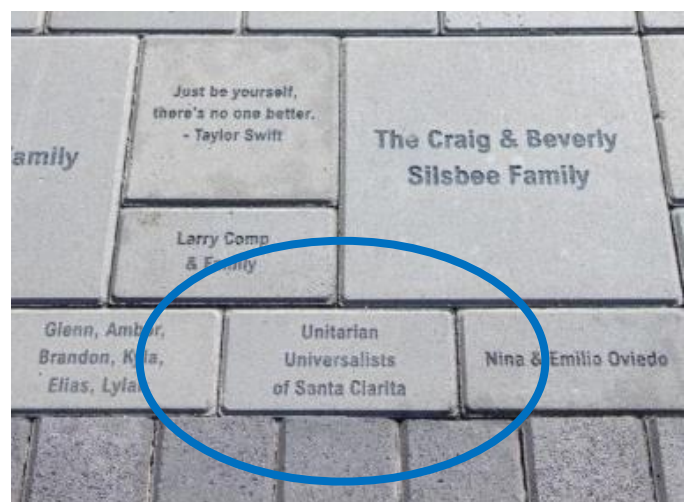 Just be yourself,
there's no one better.
- Taylor Swift
amily
The Craig & Beverly
Silsbee Family
Larry Comp
& Family
Glenn, Amber,
Brandon, Kyla,
Elias, Lyla
Unitarian
Universalists
of Santa Clarita
Nina & Emilio Oviedo